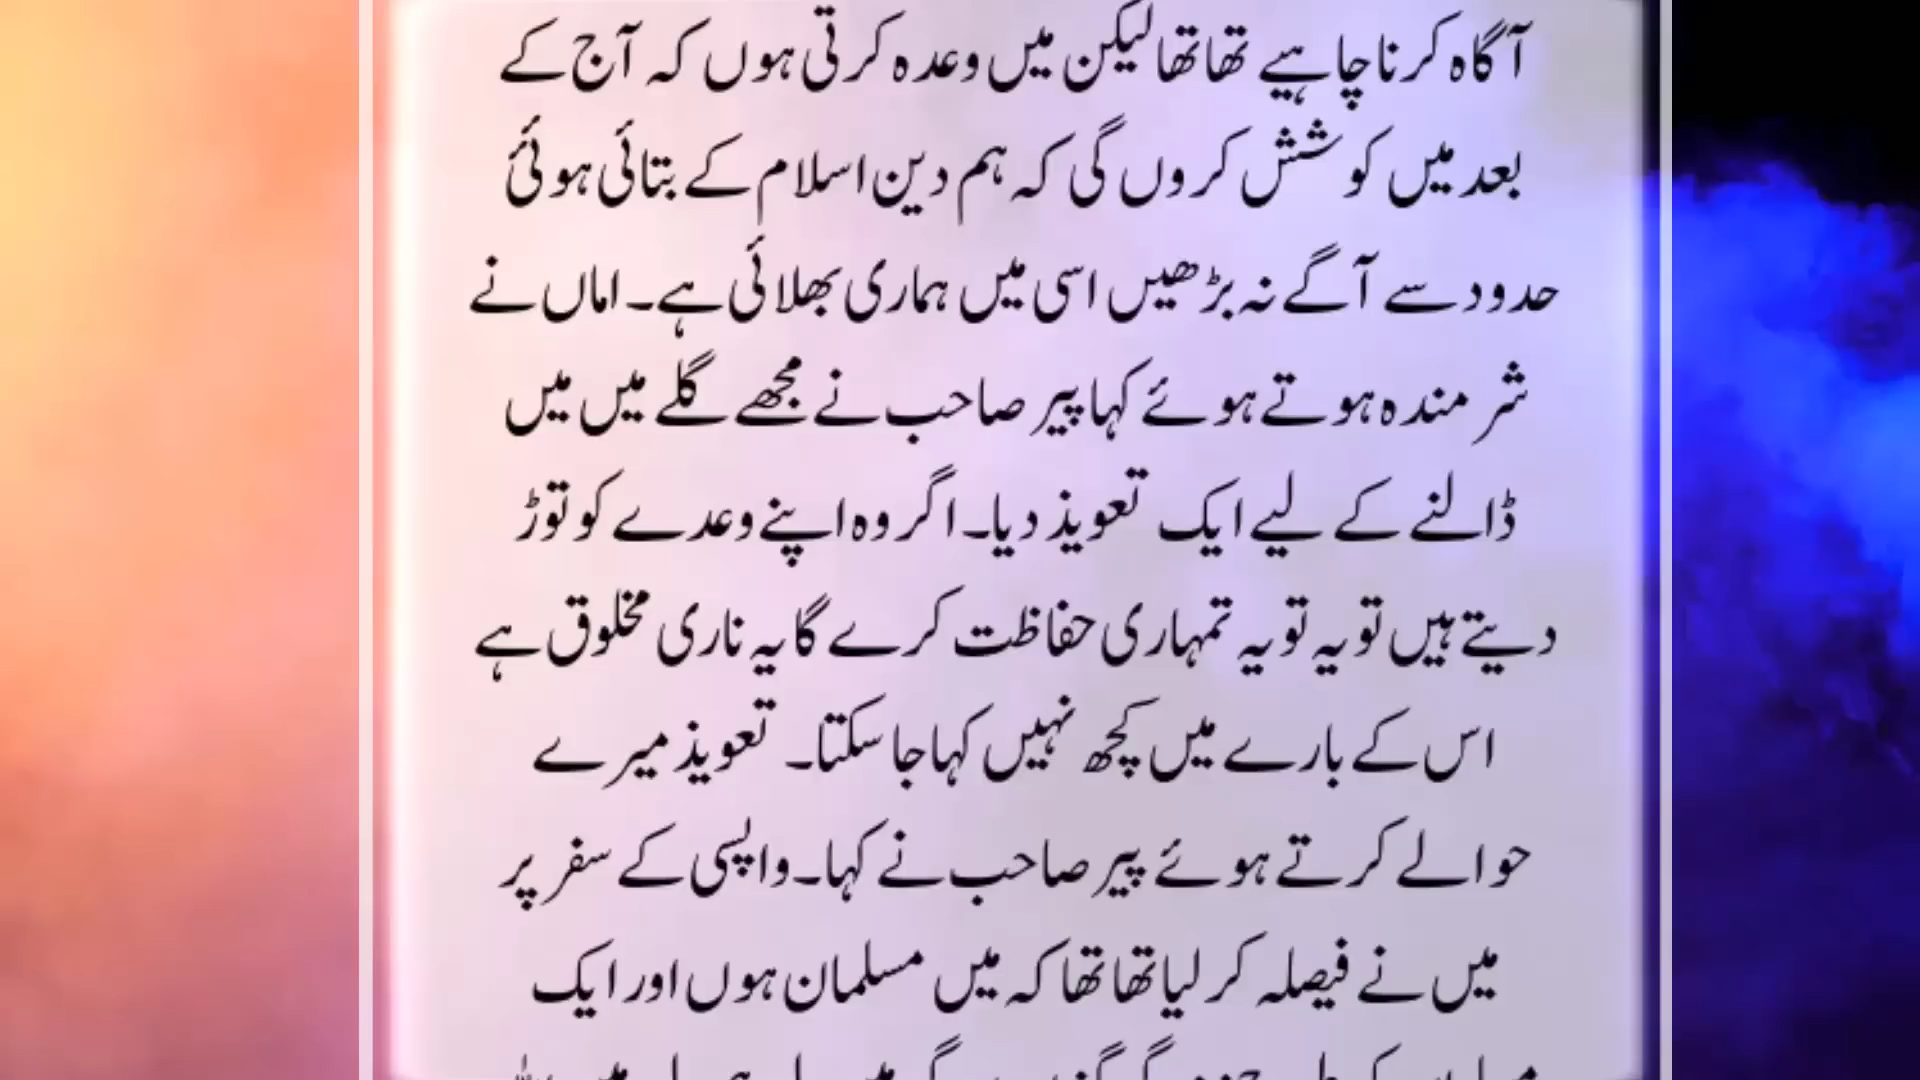 آگاہ کرنا چاہیے تھا تھا لیکن میں وعدہ کرتی ہوں کہ آج کے
بعد میں کوشش کروں گی کہ ہم دین اسلام کے بتائی ہوئی
حدود سے آگے نہ بڑھیں اسی میں ہماری بھلائی ہے۔ اماں نے
شرمندہ ہوتے ہوئے کہا پیر صاحب نے مجھے گلے میں میں
ڈالنے کے لیے ایک تعویذ دیا۔ اگر وہ اپنے وعدے کو توڑ
دیتے ہیں تو یہ تو یہ تمہاری حفاظت کرے گا یہ ناری مخلوق ہے
اس کے بارے میں کچھ نہیں کہا جا سکتا۔ تعویذ میرے
حوالے کرتے ہوئے پیر صاحب نے کہا۔ واپسی کے سفر پر
میں نے فیصلہ کر لیا تھا تھا کہ میں مسلمان ہوں اور ایک